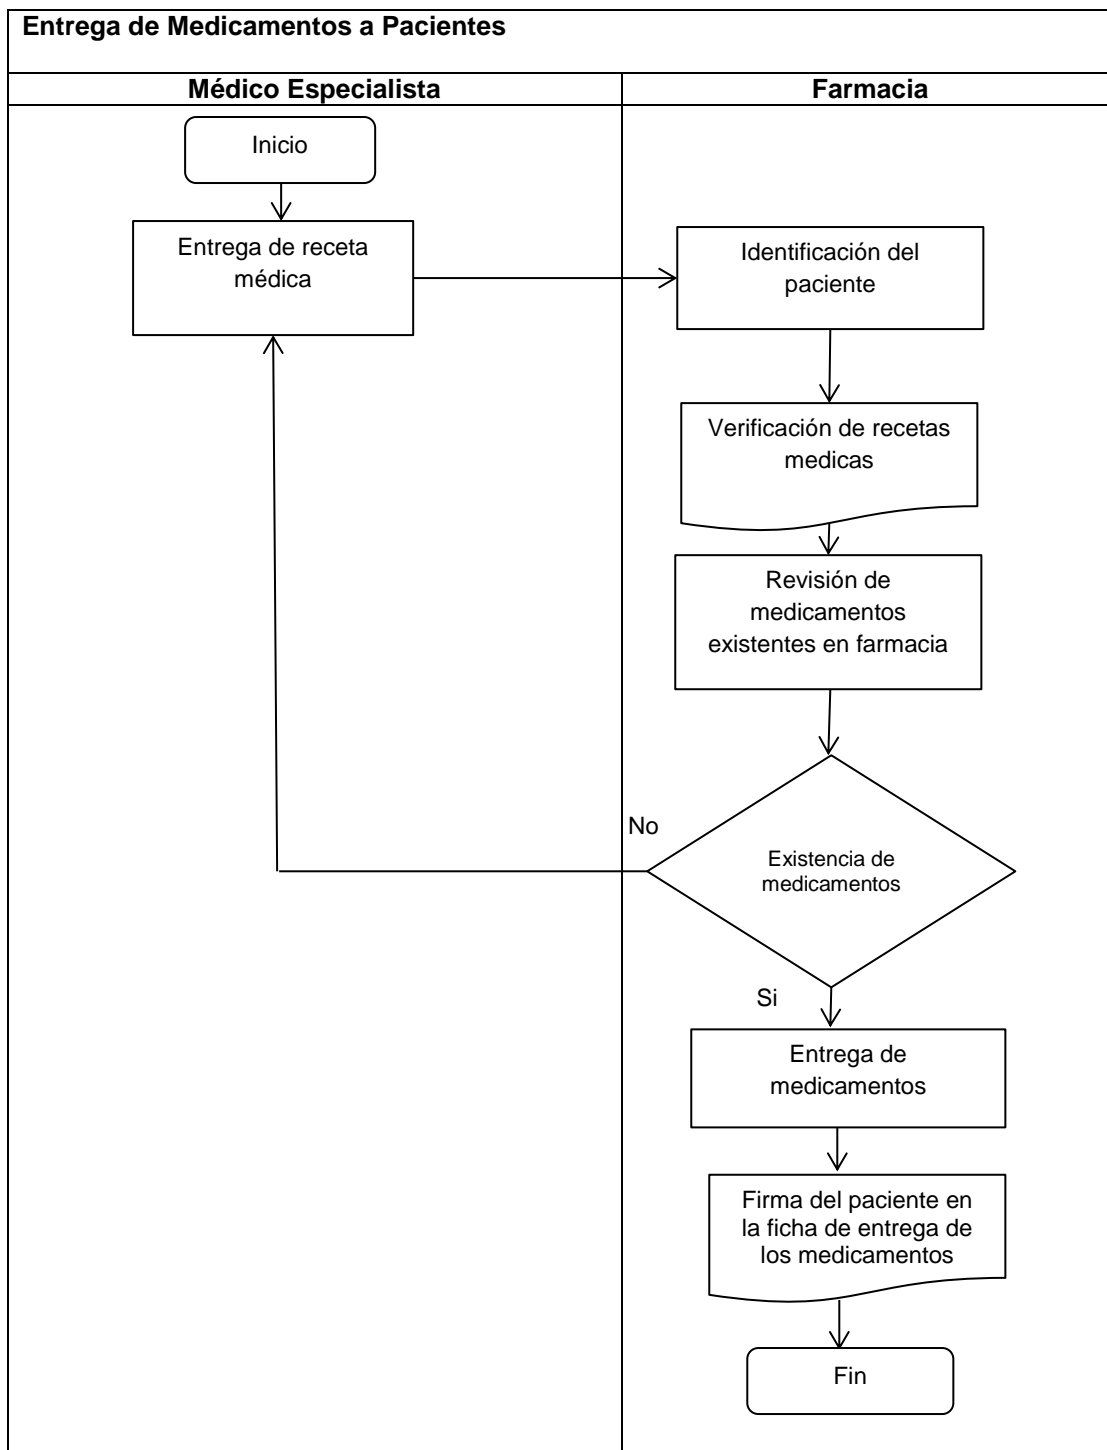 Entrega de Medicamentos a Pacientes
Médico Especialista
Farmacia
Inicio
Entrega de receta
médica
Identificación del
paciente
Verificación de recetas
medicas
Revisión de
medicamentos
existentes en farmacia
No
Existencia de
medicamentos
Si
Entrega de
medicamentos
Firma del paciente en
la ficha de entrega de
los medicamentos
Fin